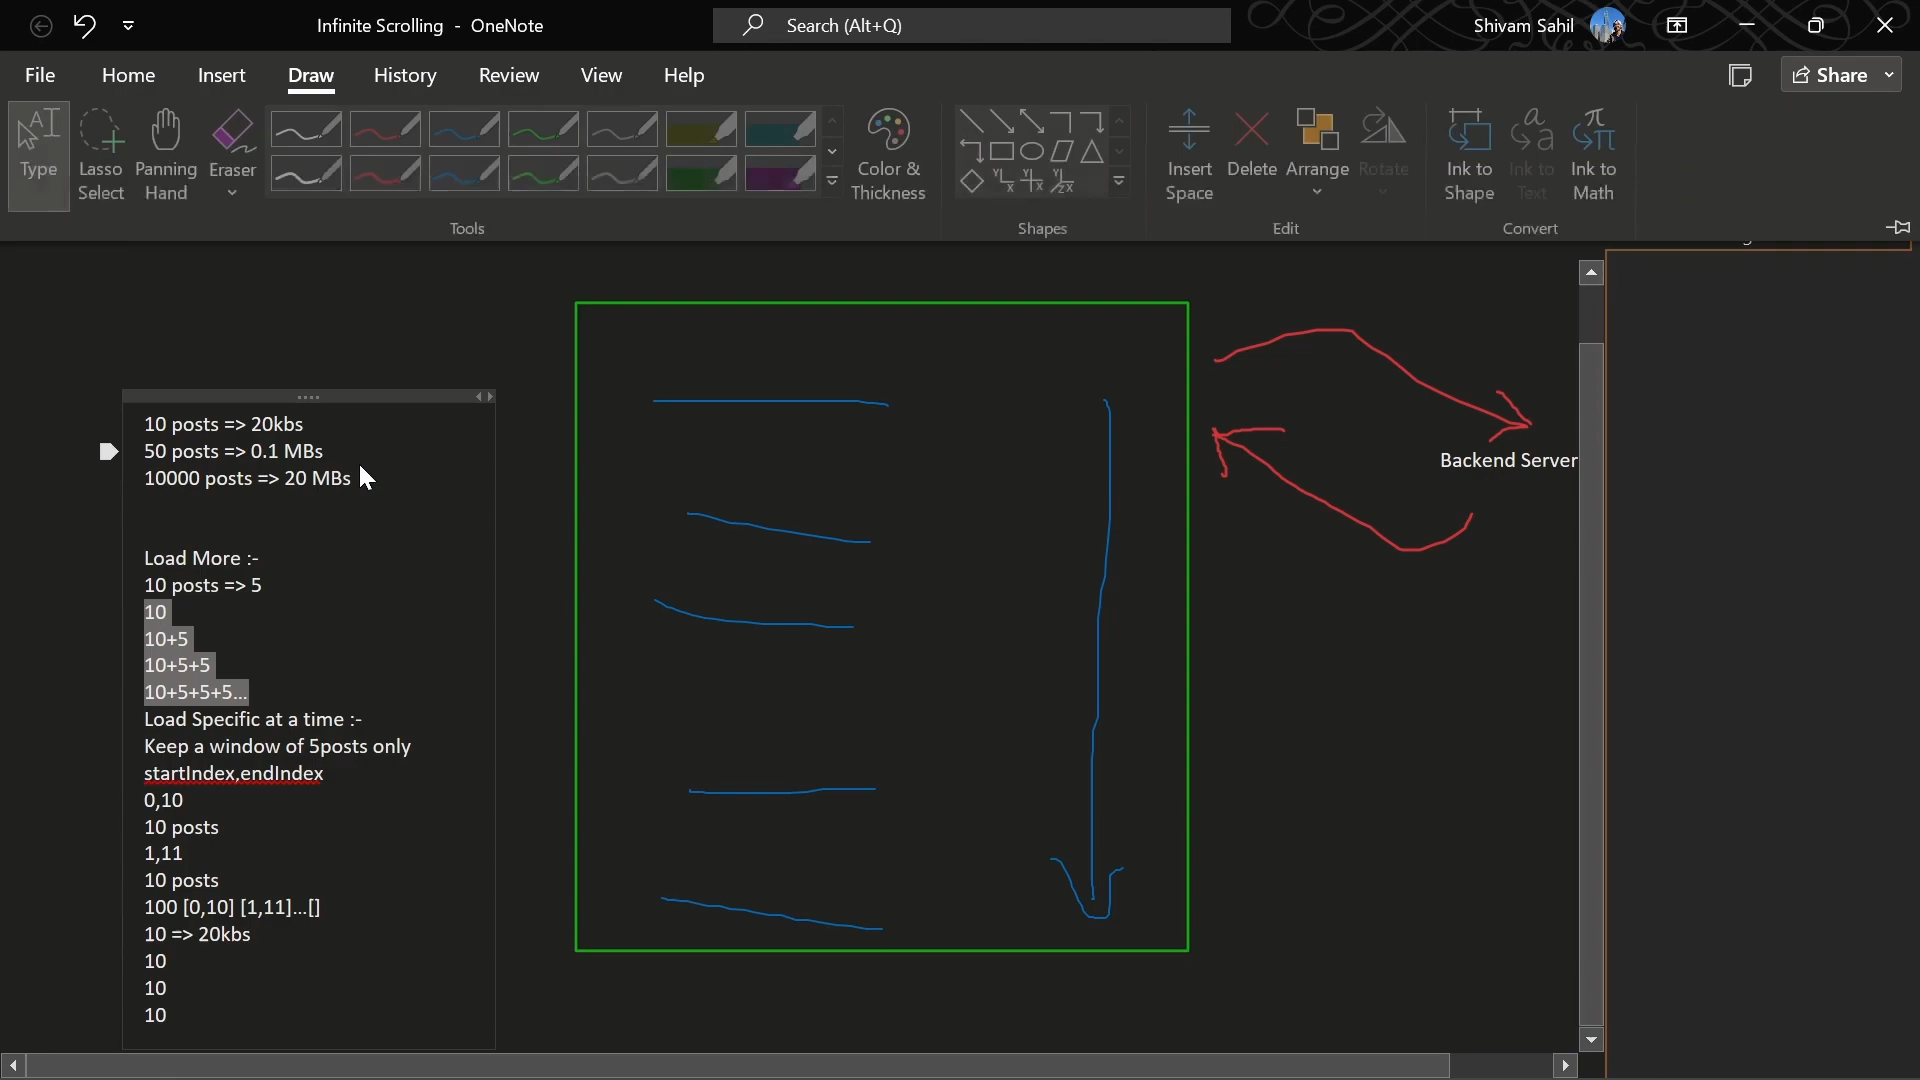 Infinite Scrolling - OneNote
Search (Alt+Q)
Shivam Sahil
File Home Insert Draw History Review View Help
Share
Type
Lasso Select
Panning Hand
Eraser
Color & Thickness
Insert Space
Delete
Arrange
Rotate
Ink to Shape
Ink to Text
Ink to Math
Tools
Shapes
Edit
Convert
10 posts => 20kbs
50 posts => 0.1 MBs
10000 posts => 20 MBs
Load More :-
10 posts => 5
10
10+5
10+5+5
10+5+5+5...
Load Specific at a time :-
Keep a window of 5posts only
startIndex,endIndex
0,10
10 posts
1,11
10 posts
100 [0,10] [1,11]...[]
10 => 20kbs
10
10
10
Backend Server